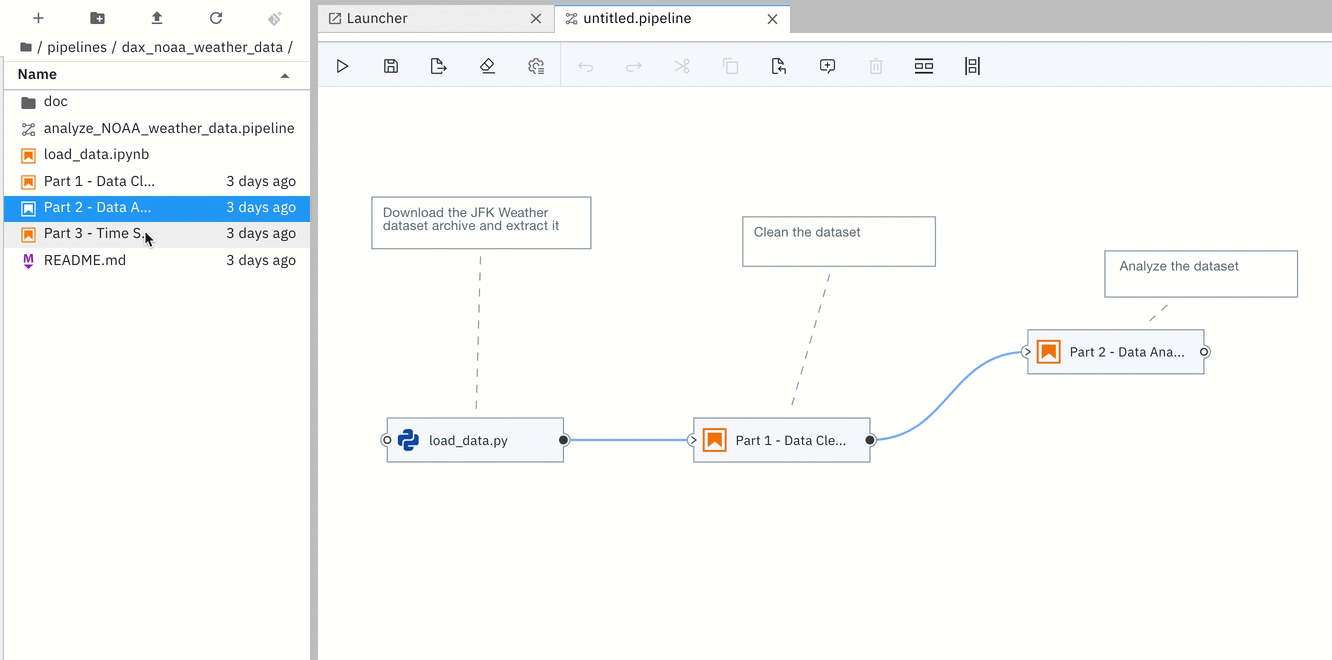 / pipelines / dax_noaa_weather_data /
Name
doc
analyze_NOAA_weather_data.pipeline
load_data.ipynb
Part 1 - Data Cl... 3 days ago
Part 2 - Data A... 3 days ago
Part 3 - Time S... 3 days ago
README.md 3 days ago
Launcher
untitled.pipeline
Download the JFK Weather
dataset archive and extract it
Clean the dataset
Analyze the dataset
Part 2 - Data Ana...
load_data.py
Part 1 - Data Cle...